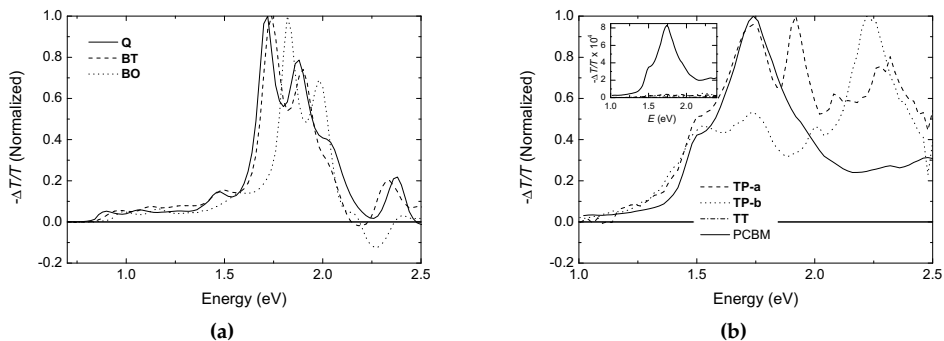 1.0
0.8
0.6
0.4
0.2
0.0
-0.2
-ΔT/T (Normalized)
Q
BT
BO
1.0
1.5
2.0
2.5
Energy (eV)
(a)
1.0
0.8
0.6
0.4
0.2
0.0
-0.2
-ΔT/T (Normalized)
8
6
4
2
0
-ΔT/T x 10⁴
1.0
1.5
2.0
E (eV)
TP-a
TP-b
TT
PCBM
1.0
1.5
2.0
2.5
Energy (eV)
(b)